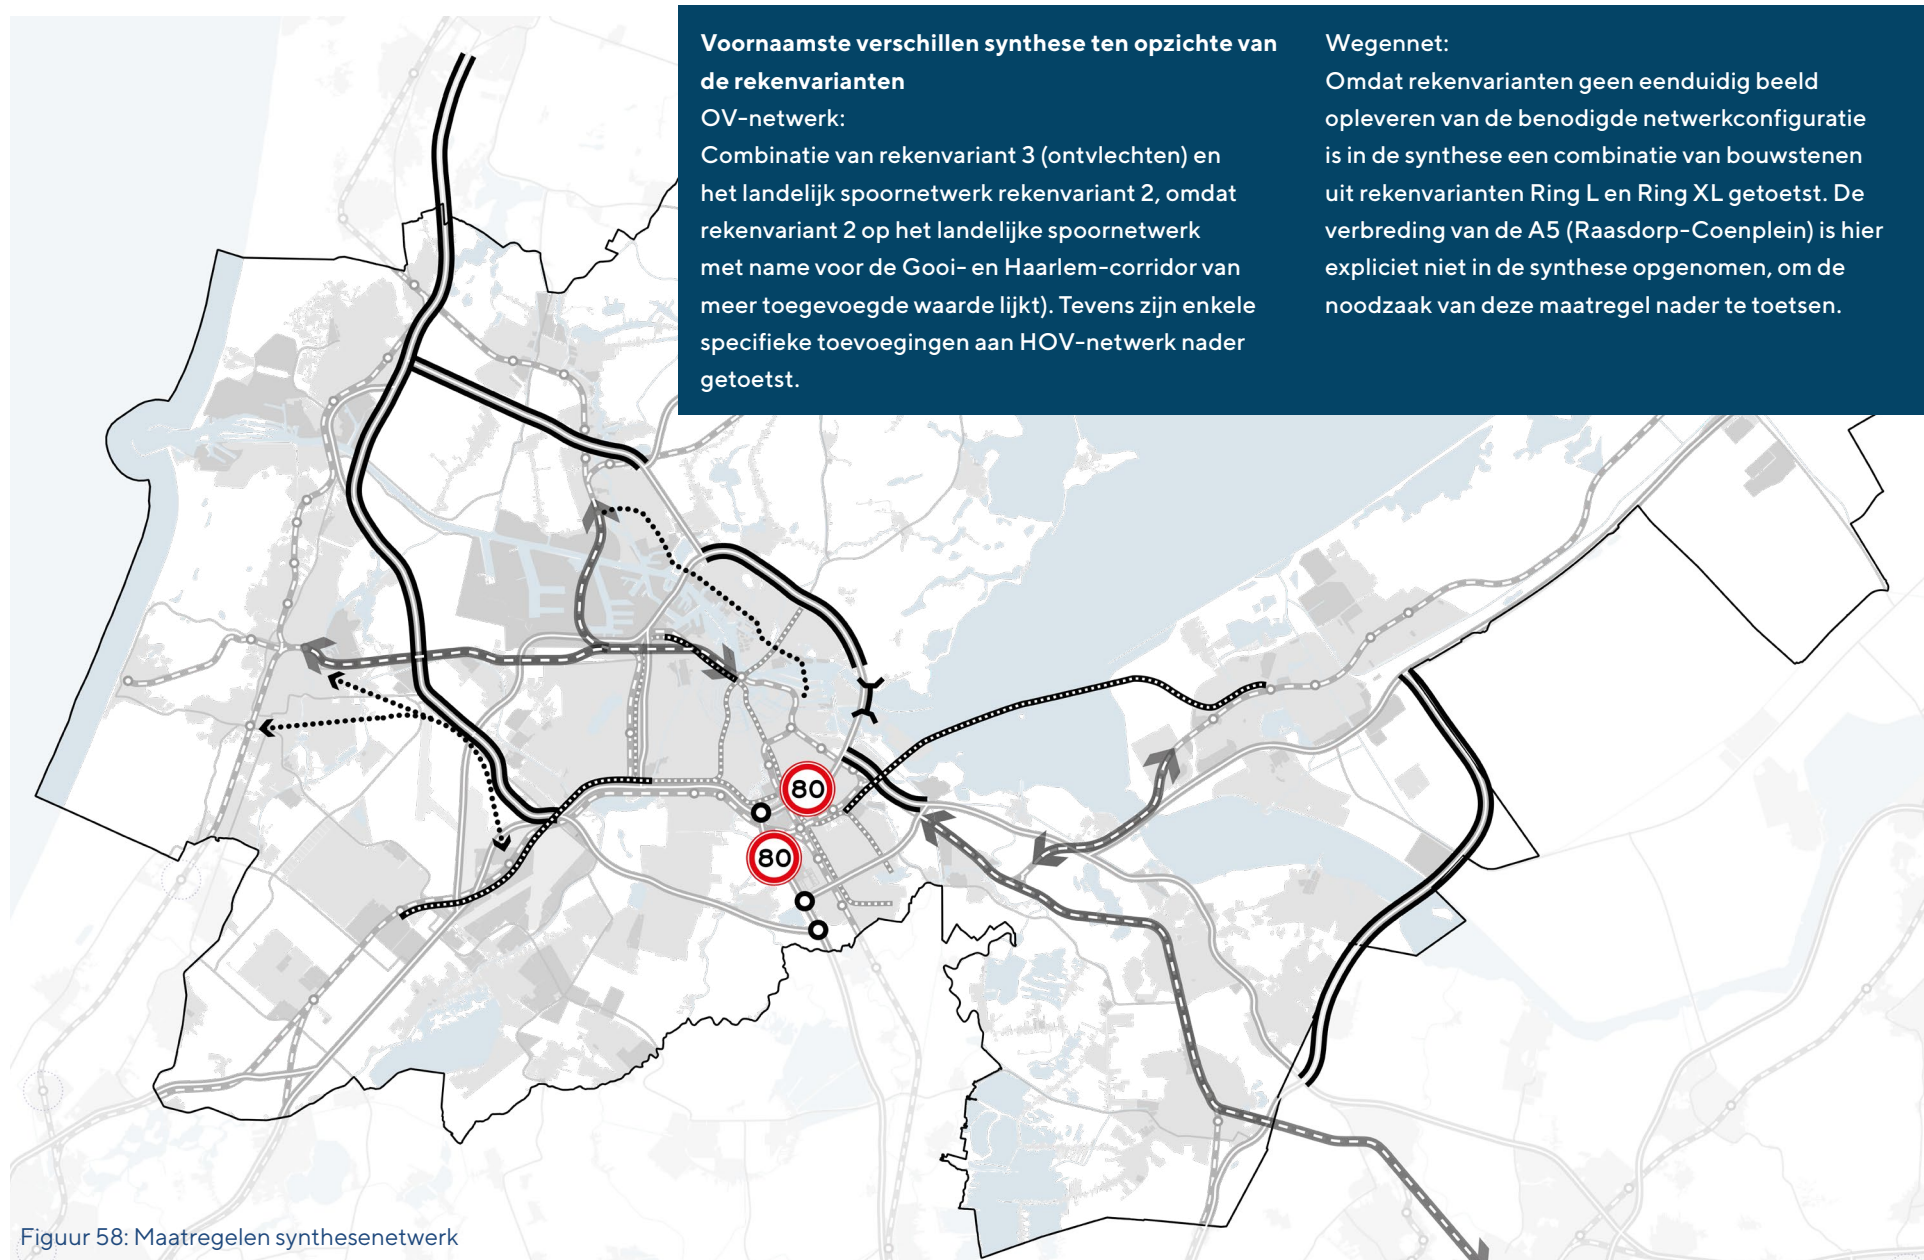 Voornaamste verschillen synthese ten opzichte van
de rekenvarianten
OV-netwerk:
Combinatie van rekenvariant 3 (ontvlechten) en
het landelijk spoornetwerk rekenvariant 2, omdat
rekenvariant 2 op het landelijke spoornetwerk
met name voor de Gooi- en Haarlem-corridor van
meer toegevoegde waarde lijkt). Tevens zijn enkele
specifieke toevoegingen aan HOV-netwerk nader
getoetst.
Wegennet:
Omdat rekenvarianten geen eenduidig beeld
opleveren van de benodigde netwerkconfiguratie
is in de synthese een combinatie van bouwstenen
uit rekenvarianten Ring L en Ring XL getoetst. De
verbreding van de A5 (Raasdorp-Coenplein) is hier
expliciet niet in de synthese opgenomen, om de
noodzaak van deze maatregel nader te toetsen.
80
80
Figuur 58: Maatregelen synthesenetwerk